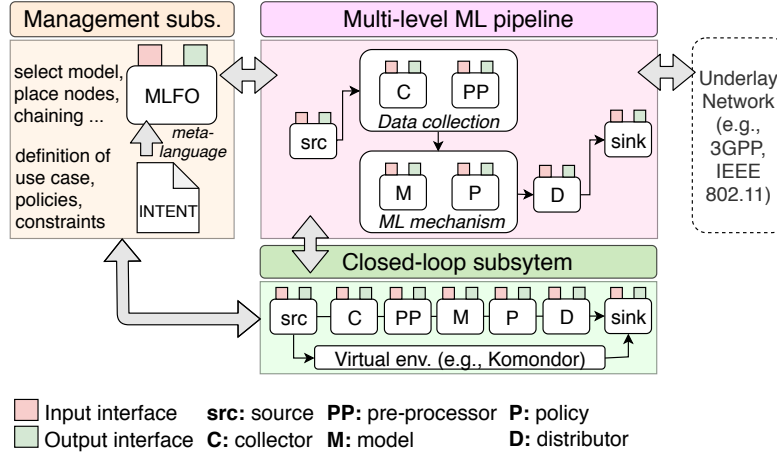 Management subs.
Multi-level ML pipeline
select model,
place nodes,
chaining ...
MLFO
meta-
language
definition of
use case,
policies,
constraints
INTENT
src
C
PP
Data collection
M
P
ML mechanism
D
sink
Underlay
Network
(e.g.,
3GPP,
IEEE
802.11)
Closed-loop subsytem
src
C
PP
M
P
D
sink
Virtual env. (e.g., Komondor)
Input interface src: source PP: pre-processor P: policy
Output interface C: collector M: model D: distributor